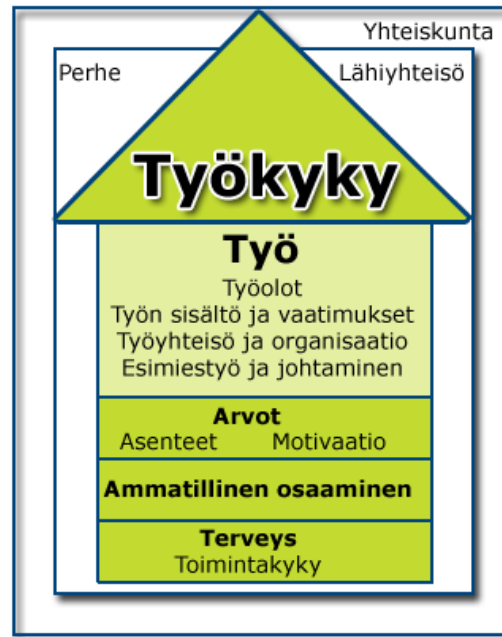 Yhteiskunta
Perhe
Lähiyhteisö
Työkyky
Työ
Työolot
Työn sisältö ja vaatimukset
Työyhteisö ja organisaatio
Esimiestyö ja johtaminen
Arvot
Asenteet Motivaatio
Ammatillinen osaaminen
Terveys
Toimintakyky